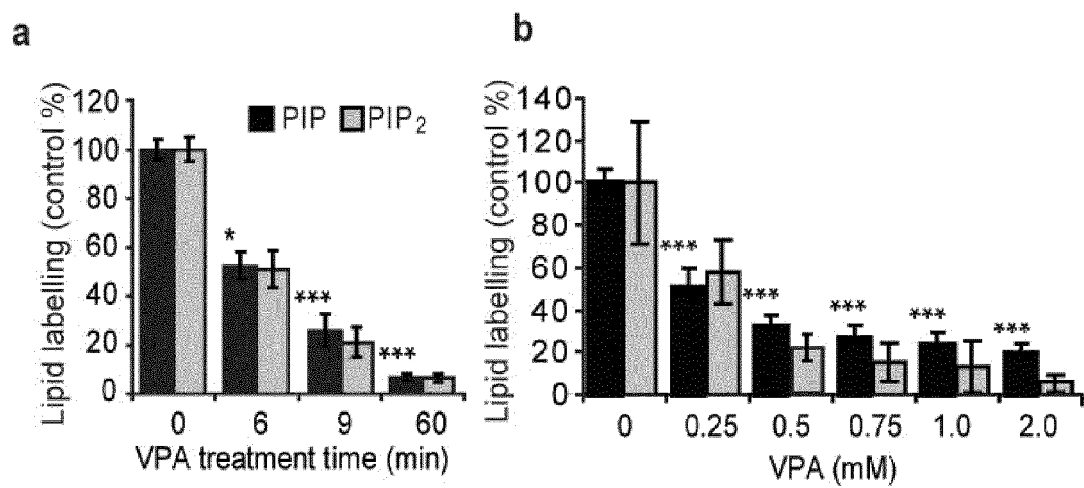 a
Lipid labelling (control %)
120
100
80
60
40
20
0
PIP PIP₂
*
***
***
0 6 9 60
VPA treatment time (min)
b
Lipid labelling (control %)
140
120
100
80
60
40
20
0
***
***
***
***
***
0 0.25 0.5 0.75 1.0 2.0
VPA (mM)